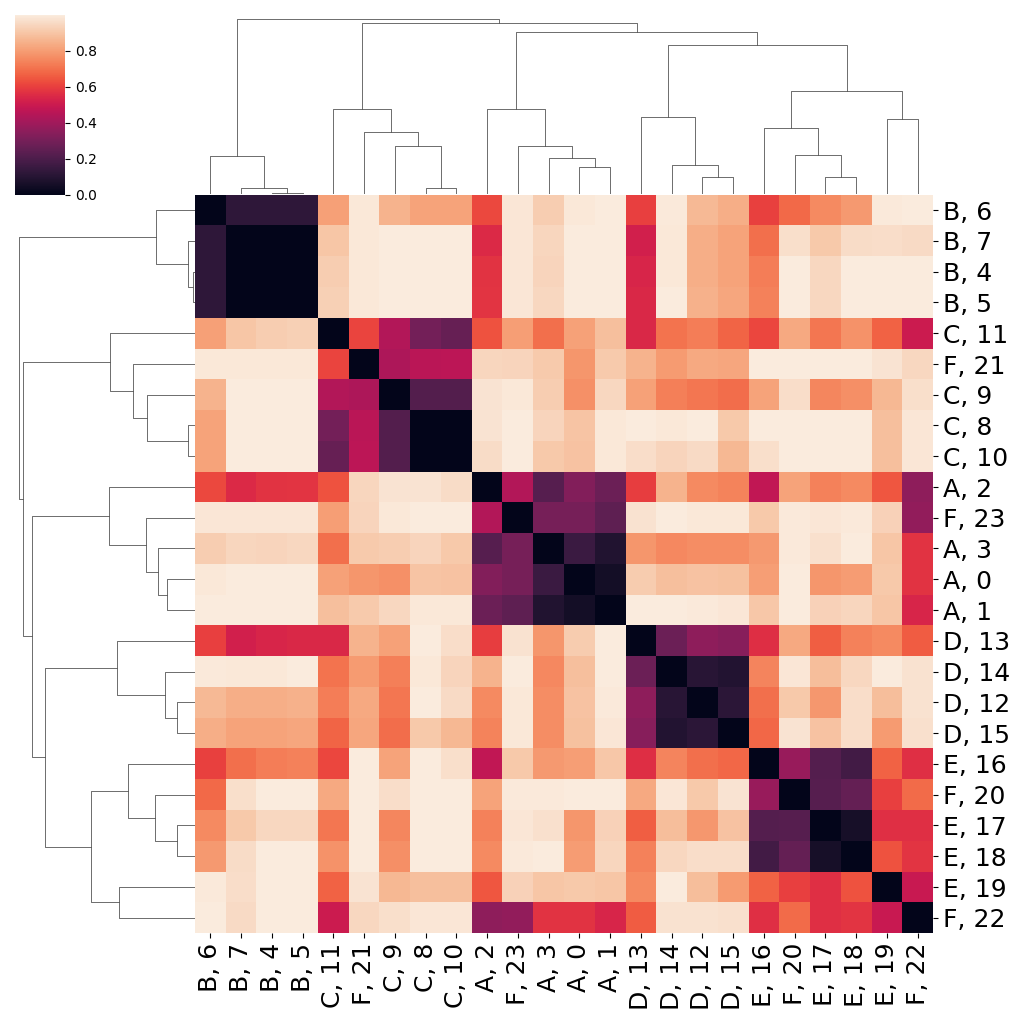 0.8
0.6
0.4
0.2
0.0
B, 6
B, 7
B, 4
B, 5
C, 11
F, 21
C, 9
C, 8
C, 10
A, 2
F, 23
A, 3
A, 0
A, 1
D, 13
D, 14
D, 12
D, 15
E, 16
F, 20
E, 17
E, 18
E, 19
F, 22
B, 6
B, 7
B, 4
B, 5
C, 11
F, 21
C, 9
C, 8
C, 10
A, 2
F, 23
A, 3
A, 0
A, 1
D, 13
D, 14
D, 12
D, 15
E, 16
F, 20
E, 17
E, 18
E, 19
F, 22